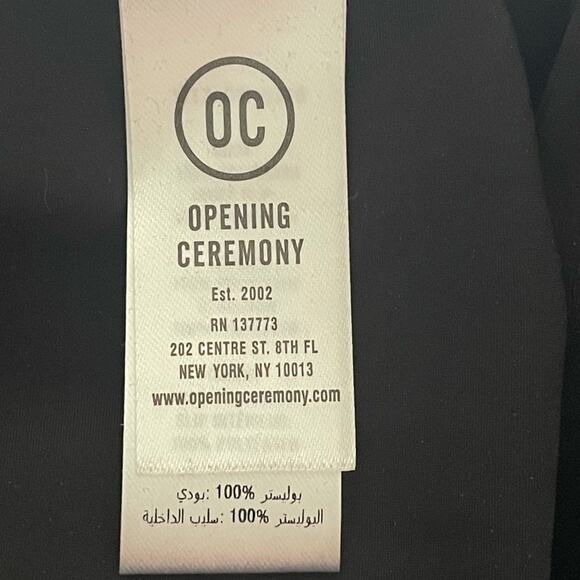 OC
OPENING
CEREMONY
Est. 2002
RN 137773
202 CENTRE ST. 8TH FL
NEW YORK, NY 10013
www.openingceremony.com
بوليستر 100% :بودي
البوليستر 100% :سليب الداخلية